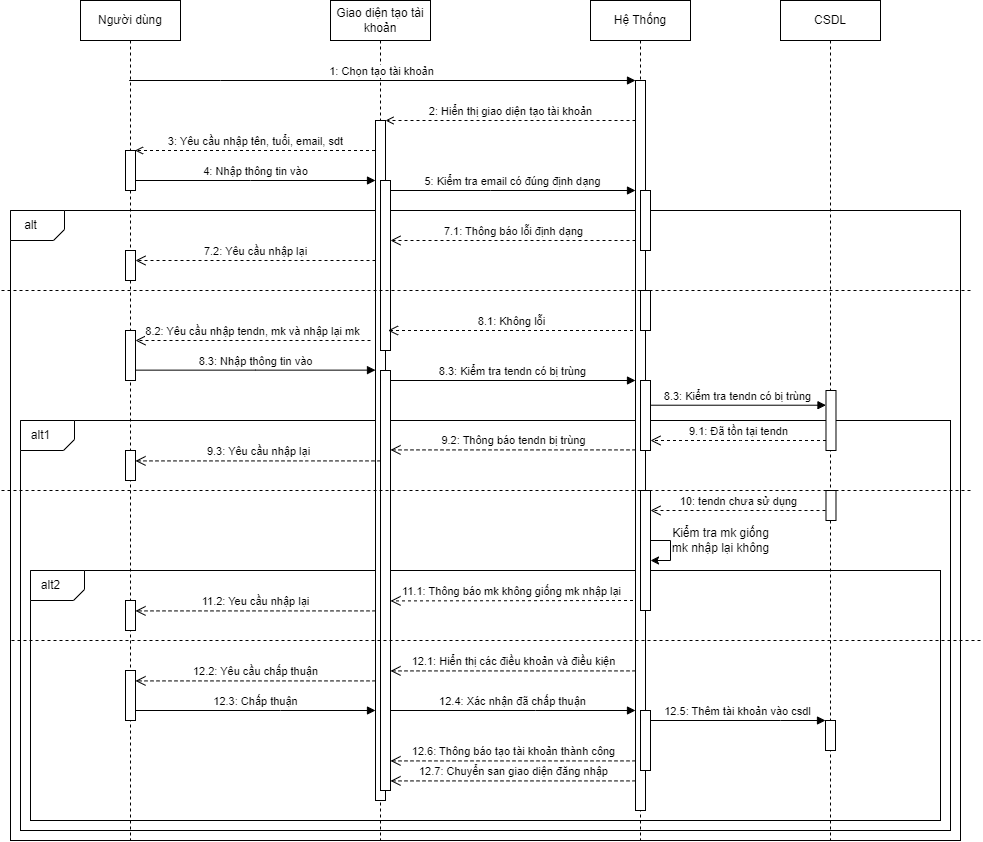 Người dùng
Giao diện tạo tài
khoản
Hệ Thống
CSDL
1: Chọn tạo tài khoản
2: Hiển thị giao diện tạo tài khoản
3: Yêu cầu nhập tên, tuổi, email, sdt
4: Nhập thông tin vào
5: Kiểm tra email có đúng định dạng
alt
7.1: Thông báo lỗi định dạng
7.2: Yêu cầu nhập lại
8.1: Không lỗi
8.2: Yêu cầu nhập tendn, mk và nhập lại mk
8.3: Nhập thông tin vào
8.3: Kiểm tra tendn có bị trùng
8.3: Kiểm tra tendn có bị trùng
alt1
9.1: Đã tồn tại tendn
9.2: Thông báo tendn bị trùng
9.3: Yêu cầu nhập lại
10: tendn chưa sử dụng
Kiểm tra mk giống
mk nhập lại không
alt2
11.1: Thông báo mk không giống mk nhập lại
11.2: Yeu cầu nhập lại
12.1: Hiển thị các điều khoản và điều kiện
12.2: Yêu cầu chấp thuận
12.3: Chấp thuận
12.4: Xác nhận đã chấp thuận
12.5: Thêm tài khoản vào csdl
12.6: Thông báo tạo tài khoản thành công
12.7: Chuyển san giao diện đăng nhập